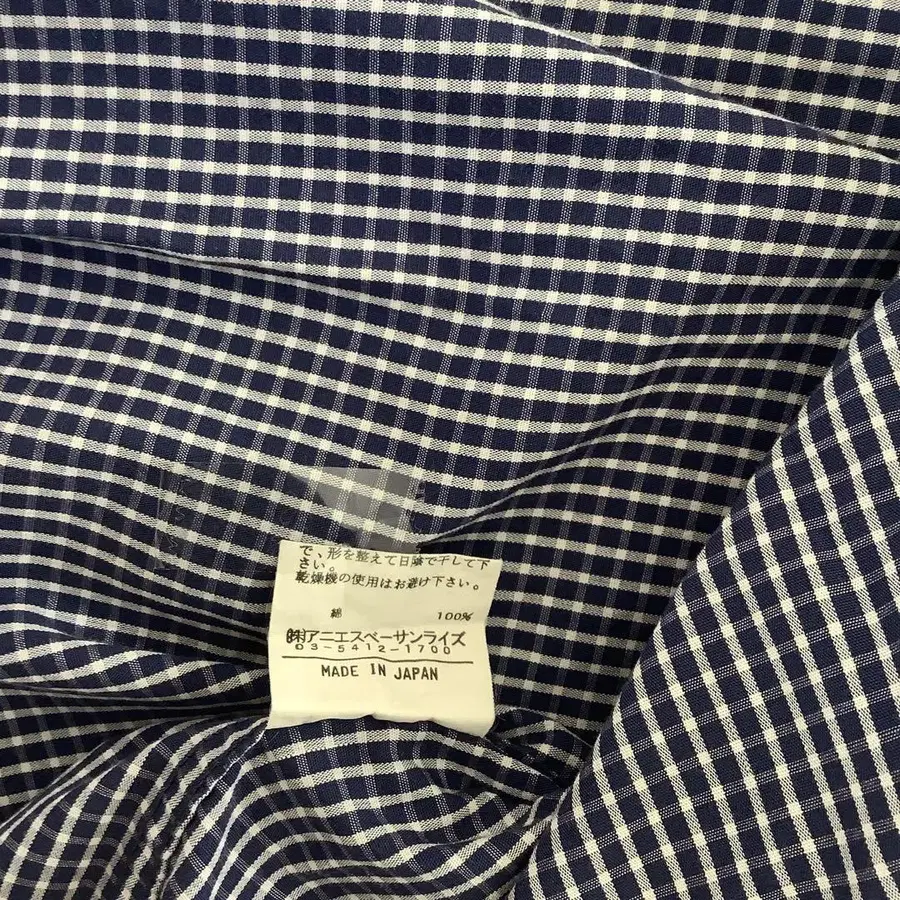 で、形を整えて日陰で干して下
さい。
乾燥機の使用はお避け下さい。
綿 100%
㈱アニエスベーサンライズ
03-5412-1700
MADE IN JAPAN